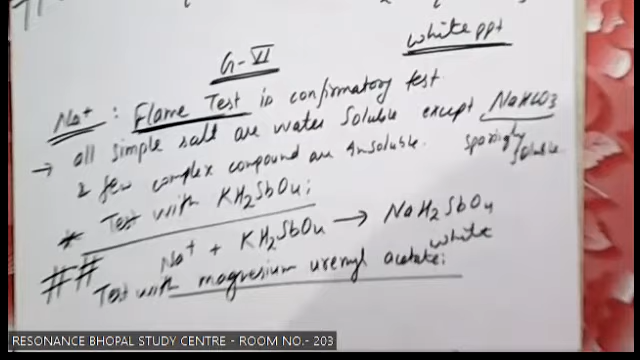 white ppt
G-VI
Na+ : Flame Test is confirmatory test.
→ all simple salt are water soluble except NaHCO3
sparingly soluble
& few complex compound are insoluble.
* Test with KH2SbO4:
Na+ + KH2SbO4 → NaH2SbO4
white
## Test with magnesium urenyl acetate:
RESONANCE BHOPAL STUDY CENTRE - ROOM NO.- 203